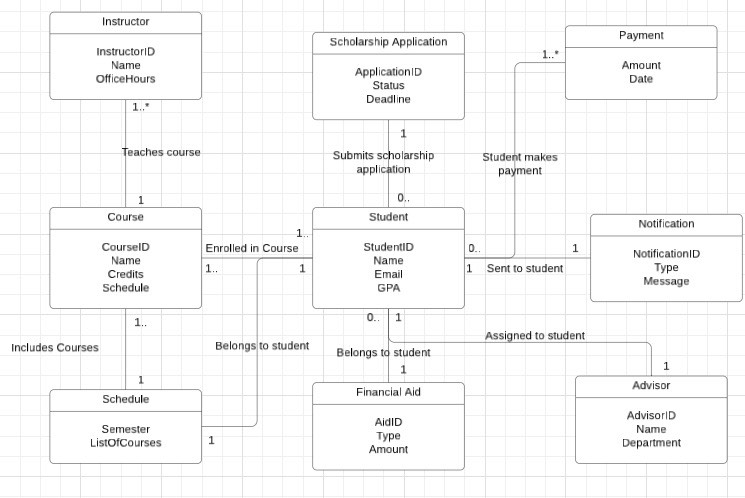 Instructor
InstructorID
Name
OfficeHours
1..*
Teaches course
1
Scholarship Application
ApplicationID
Status
Deadline
1
Submits scholarship
application
0..
Payment
Amount
Date
1..*
Student makes
payment
0..
Course
CourseID
Name
Credits
Schedule
1..
Enrolled in Course
1..
1
Student
StudentID
Name
Email
GPA
1
Sent to student
1
Notification
NotificationID
Type
Message
1..
Includes Courses
1
Belongs to student
1
0..
1
Belongs to student
1
Assigned to student
1
Schedule
Semester
ListOfCourses
Financial Aid
AidID
Type
Amount
Advisor
AdvisorID
Name
Department